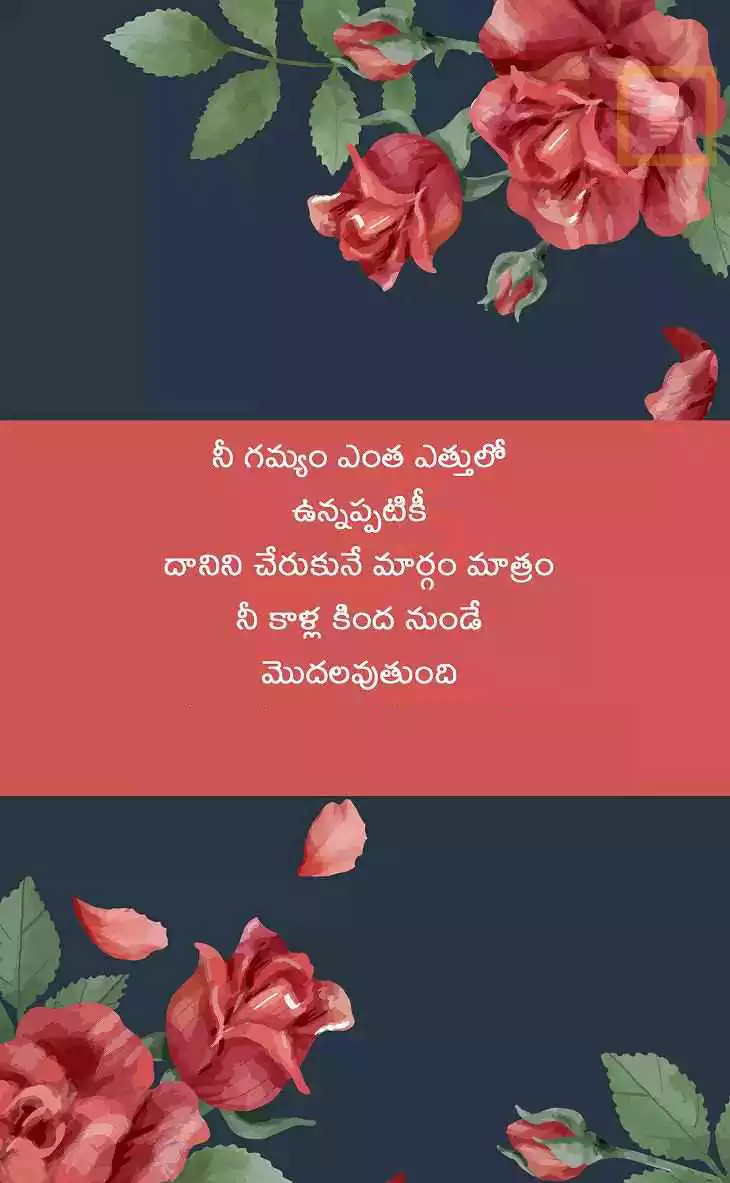 నీ గమ్యం ఎంత ఎత్తులో
ఉన్నప్పటికీ
దానిని చేరుకునే మార్గం మాత్రం
నీ కాళ్ల కింద నుండే
మొదలవుతుంది